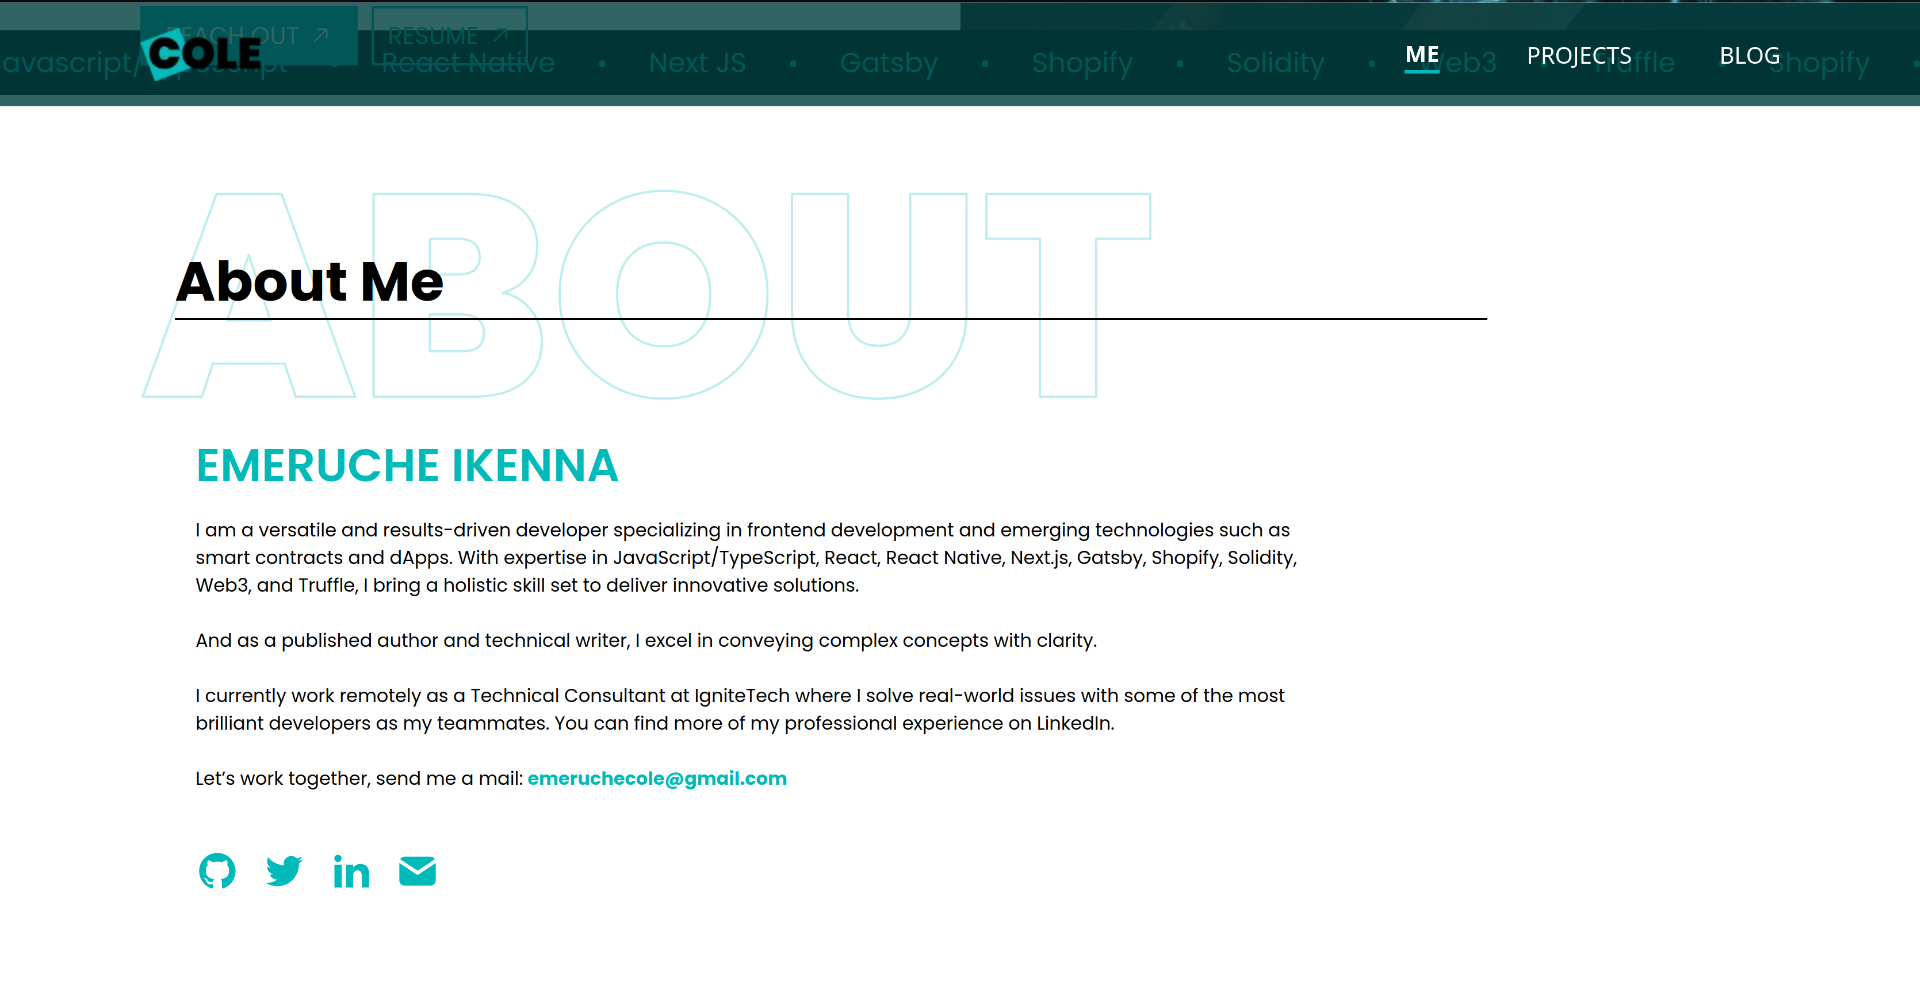 REACH OUT RESUME
COLE
ME PROJECTS BLOG
React Native • Next JS • Gatsby • Shopify • Solidity • Web3 Truffle Shopify
ABOUT
About Me
EMERUCHE IKENNA
I am a versatile and results-driven developer specializing in frontend development and emerging technologies such as
smart contracts and dApps. With expertise in JavaScript/TypeScript, React, React Native, Next.js, Gatsby, Shopify, Solidity,
Web3, and Truffle, I bring a holistic skill set to deliver innovative solutions.
And as a published author and technical writer, I excel in conveying complex concepts with clarity.
I currently work remotely as a Technical Consultant at IgniteTech where I solve real-world issues with some of the most
brilliant developers as my teammates. You can find more of my professional experience on LinkedIn.
Let’s work together, send me a mail: emeruchecole@gmail.com